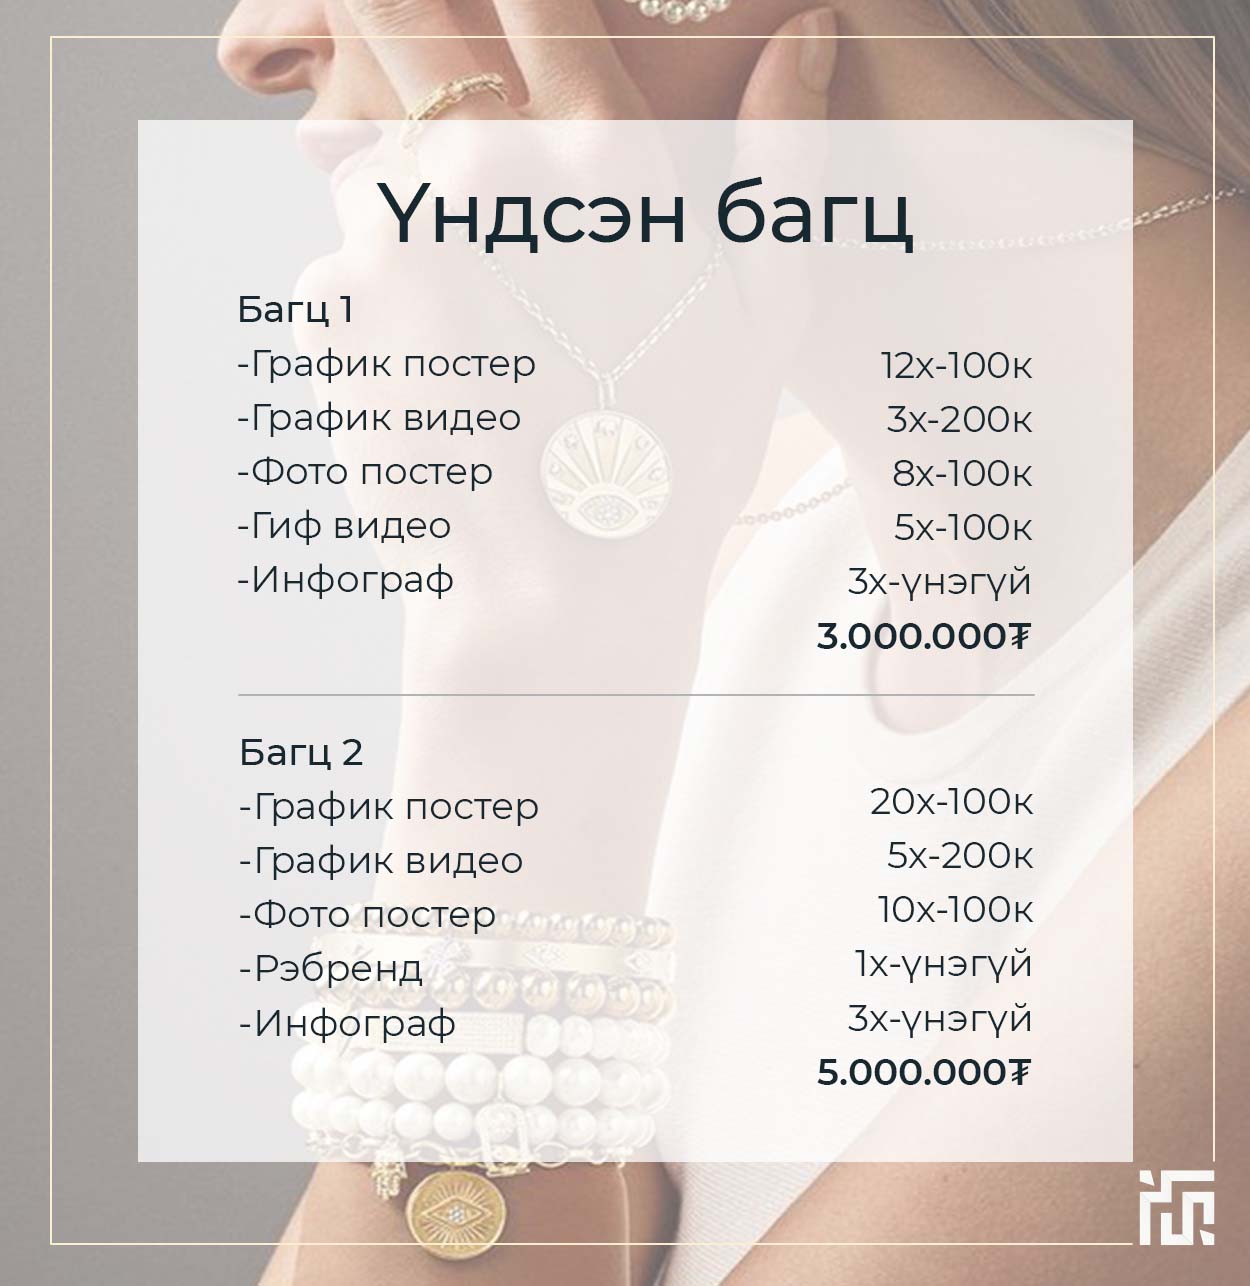 Үндсэн багц
Багц 1
-График постер 12х-100к
-График видео 3х-200к
-Фото постер 8х-100к
-Гиф видео 5х-100к
-Инфограф 3х-үнэгүй
3.000.000₮
Багц 2
-График постер 20х-100к
-График видео 5х-200к
-Фото постер 10х-100к
-Рэбренд 1х-үнэгүй
-Инфограф 3х-үнэгүй
5.000.000₮